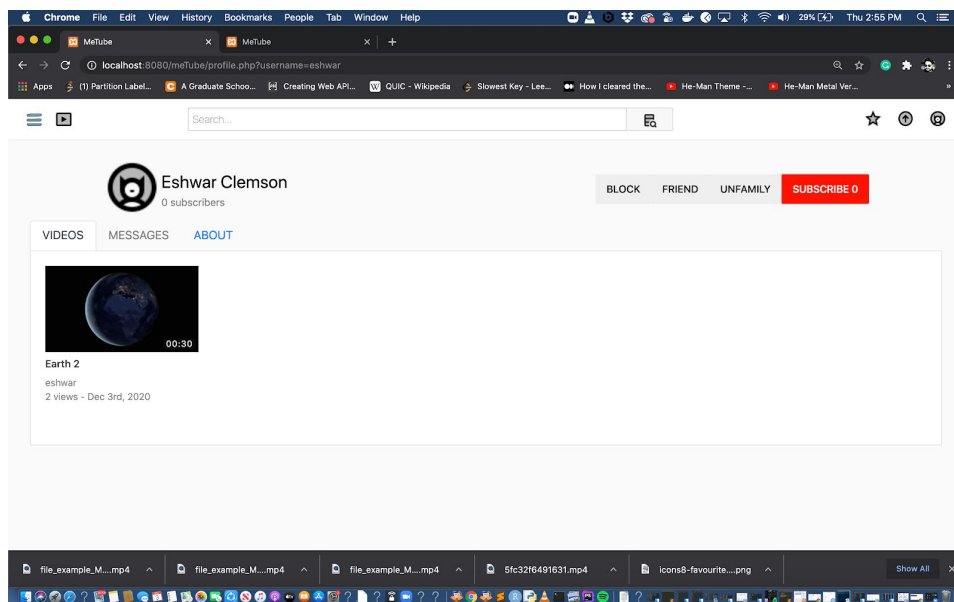 Chrome File Edit View History Bookmarks People Tab Window Help 29% Thu 2:55 PM
MeTube MeTube
localhost:8080/meTube/profile.php?username=eshwar
Apps (1) Partition Label... A Graduate Schoo... Creating Web API... QUIC - Wikipedia Slowest Key - Lee... How I cleared the... He-Man Theme -... He-Man Metal Ver...
Search...
Eshwar Clemson
0 subscribers
BLOCK FRIEND UNFAMILY SUBSCRIBE 0
VIDEOS MESSAGES ABOUT
00:30
Earth 2
eshwar
2 views - Dec 3rd, 2020
file_example_M....mp4 file_example_M....mp4 file_example_M....mp4 5fc32f6491631.mp4 icons8-favourite....png Show All